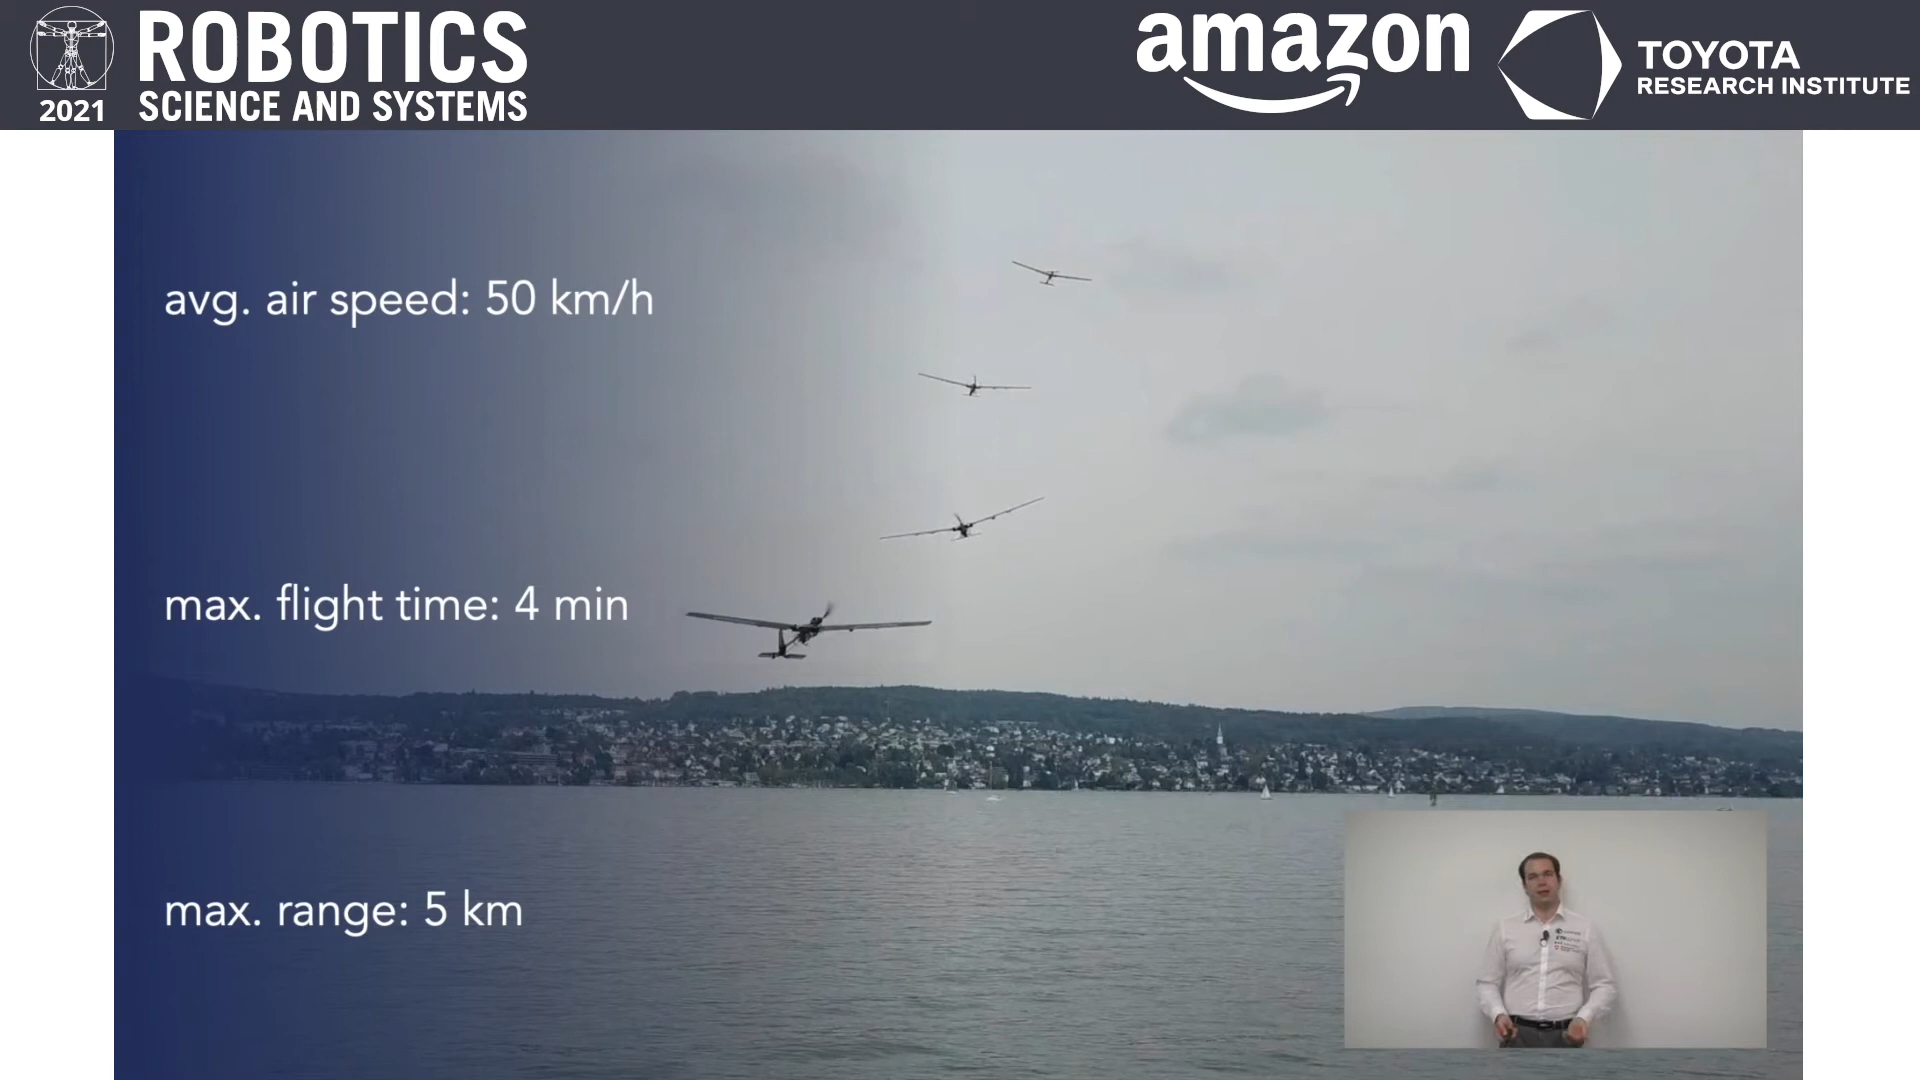 2021
ROBOTICS
SCIENCE AND SYSTEMS
amazon
TOYOTA
RESEARCH INSTITUTE
avg. air speed: 50 km/h
max. flight time: 4 min
max. range: 5 km